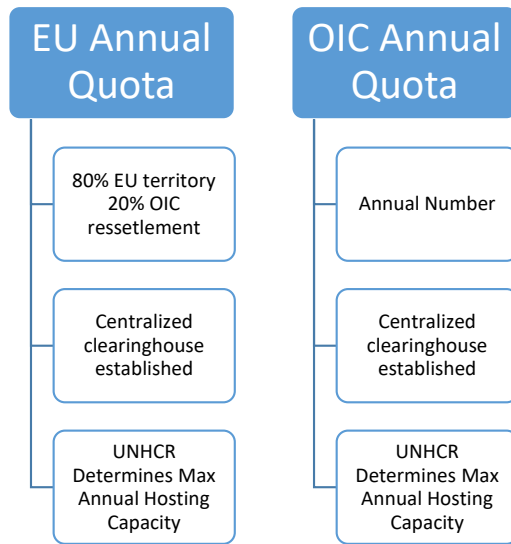 EU Annual
Quota
80% EU territory
20% OIC
ressetlement
Centralized
clearinghouse
established
UNHCR
Determines Max
Annual Hosting
Capacity
OIC Annual
Quota
Annual Number
Centralized
clearinghouse
established
UNHCR
Determines Max
Annual Hosting
Capacity